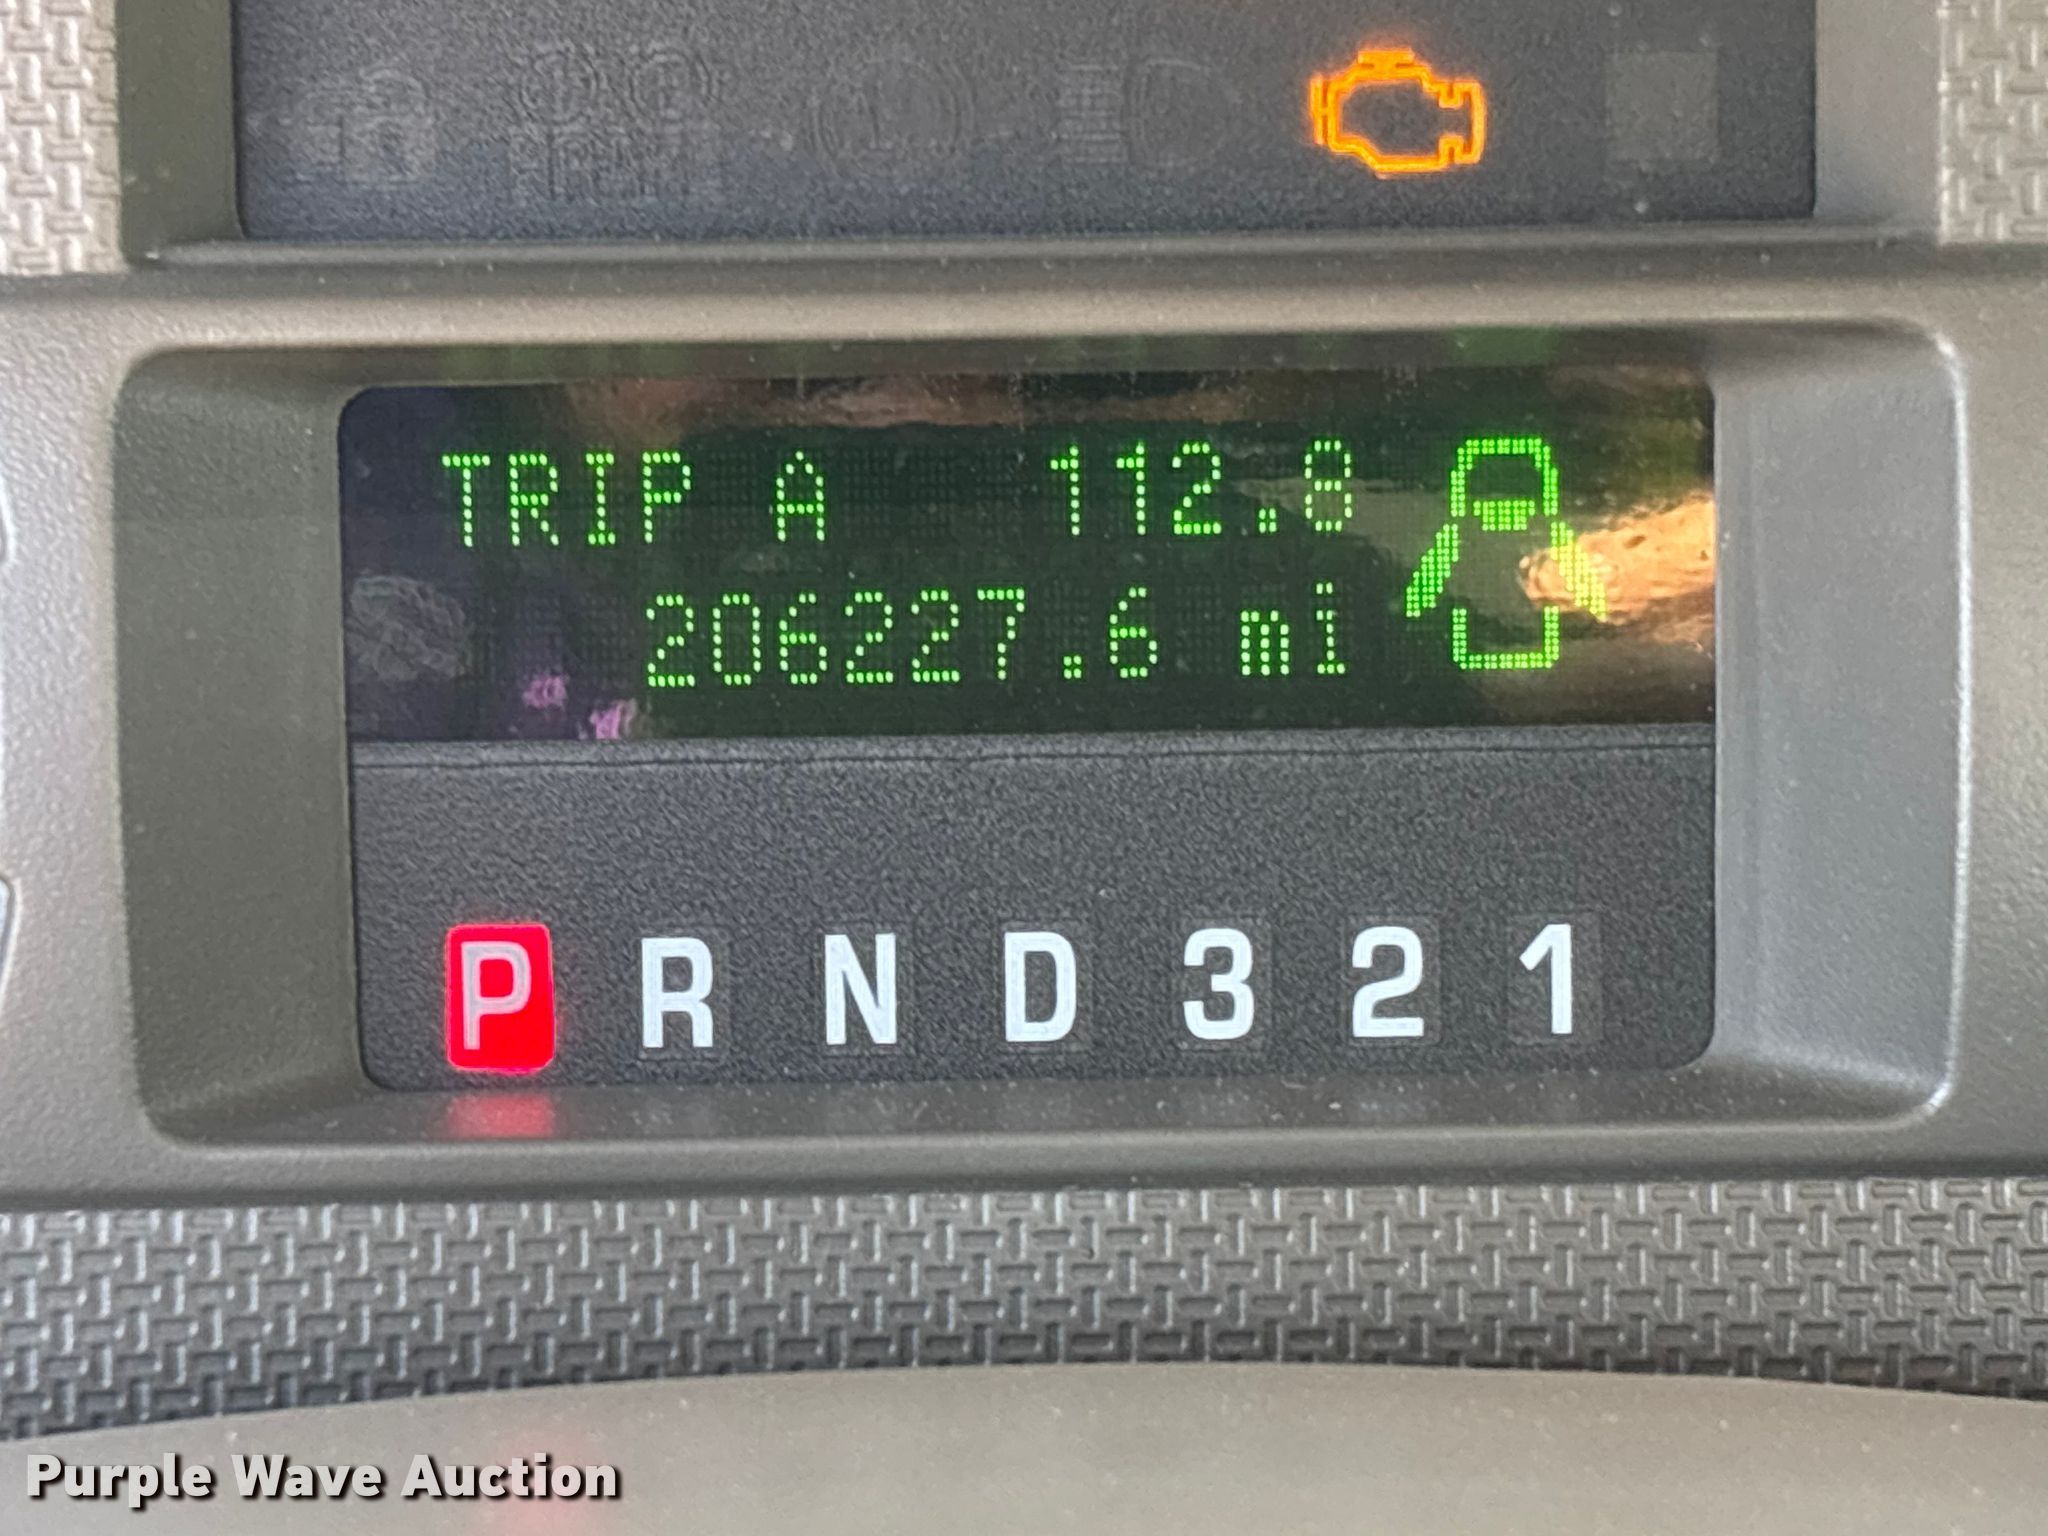 TRIP A 112.8
206227.6 mi
P R N D 3 2 1
Purple Wave Auction